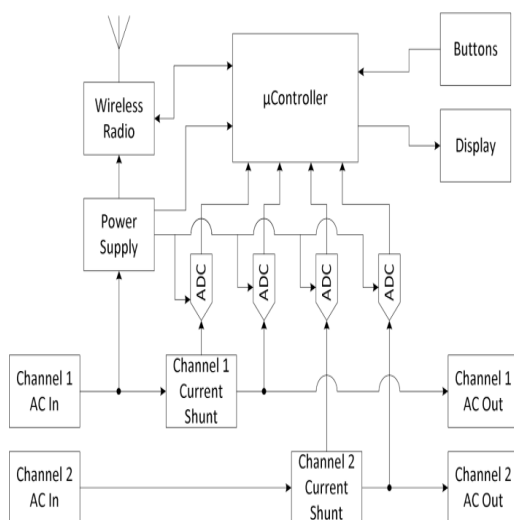 Wireless
Radio
µController
Buttons
Display
Power
Supply
ADC
ADC
ADC
ADC
Channel 1
AC In
Channel 1
Current
Shunt
Channel 1
AC Out
Channel 2
AC In
Channel 2
Current
Shunt
Channel 2
AC Out